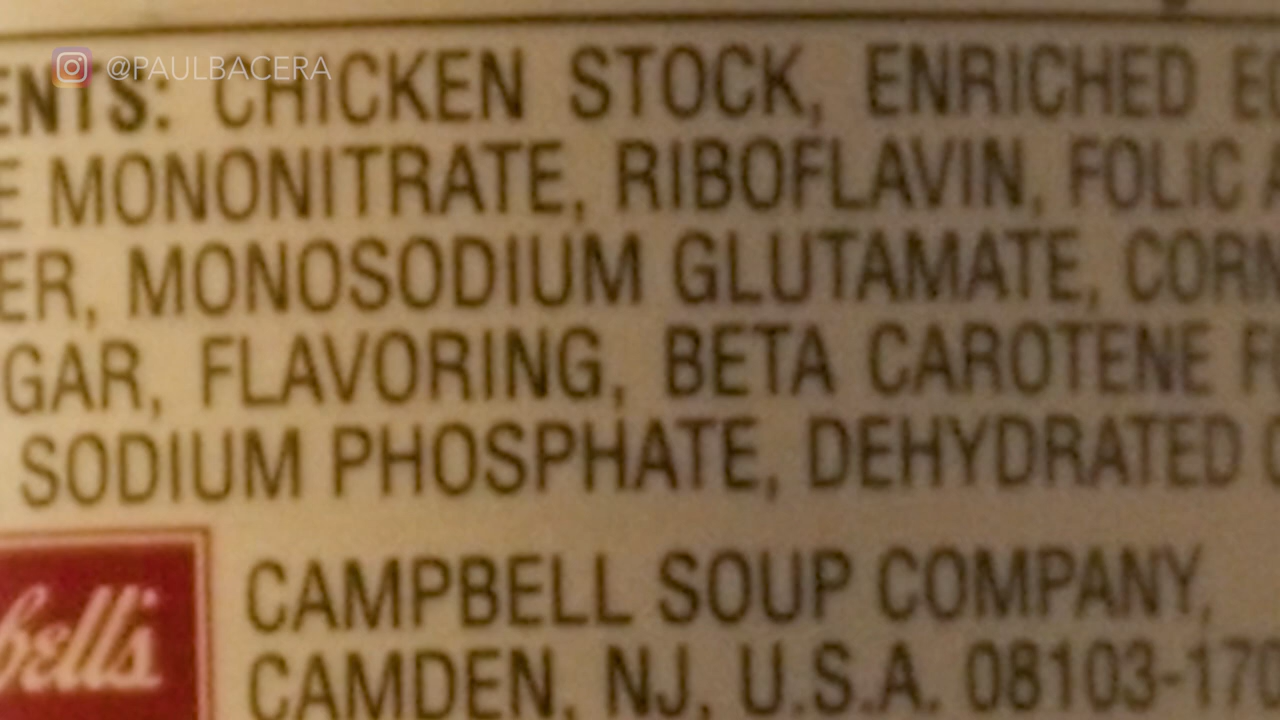 @PAULBACERA
ENTS: CHICKEN STOCK, ENRICHED EG
E MONONITRATE, RIBOFLAVIN, FOLIC A
ER, MONOSODIUM GLUTAMATE, CORN
GAR, FLAVORING, BETA CAROTENE F
SODIUM PHOSPHATE, DEHYDRATED
bell's
CAMPBELL SOUP COMPANY,
CAMDEN, NJ, U.S.A. 08103-170